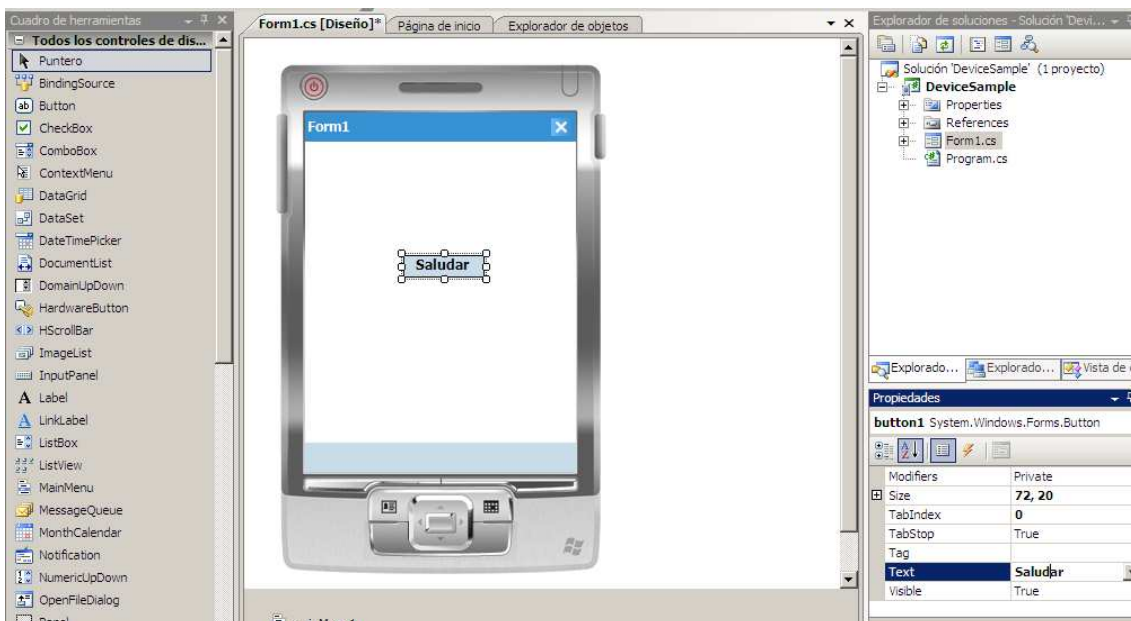 Cuadro de herramientas
Todos los controles de dis...
Puntero
BindingSource
Button
CheckBox
ComboBox
ContextMenu
DataGrid
DataSet
DateTimePicker
DocumentList
DomainUpDown
HardwareButton
HScrollBar
ImageList
InputPanel
Label
LinkLabel
ListBox
ListView
MainMenu
MessageQueue
MonthCalendar
Notification
NumericUpDown
OpenFileDialog
Form1.cs [Diseño]* Página de inicio Explorador de objetos
Form1
Saludar
Explorador de soluciones - Solución 'Devi...
Solución 'DeviceSample' (1 proyecto)
DeviceSample
Properties
References
Form1.cs
Program.cs
Explorado... Explorado... Vista de
Propiedades
button1 System.Windows.Forms.Button
Modifiers Private
Size 72, 20
TabIndex 0
TabStop True
Tag
Text Saludar
Visible True